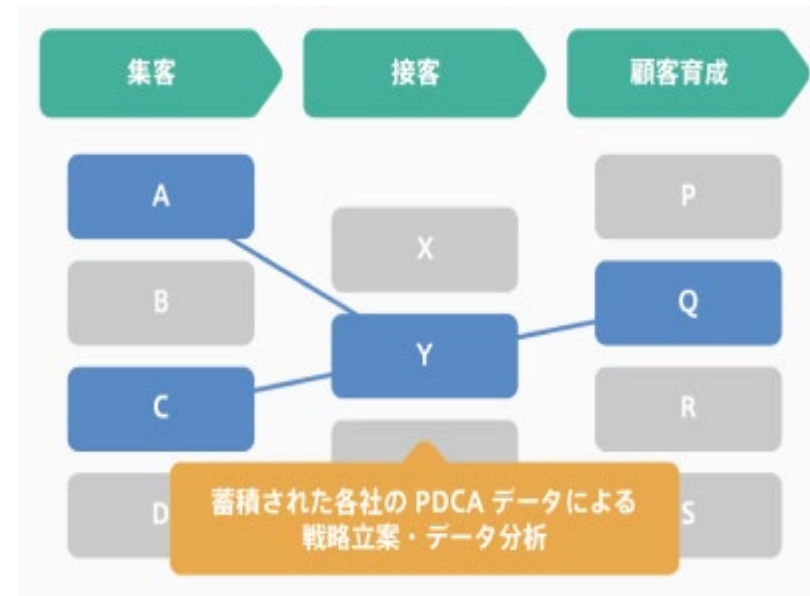 集客
接客
顧客育成
A
B
C
D
X
Y
P
Q
R
S
蓄積された各社の PDCA データによる
戦略立案・データ分析